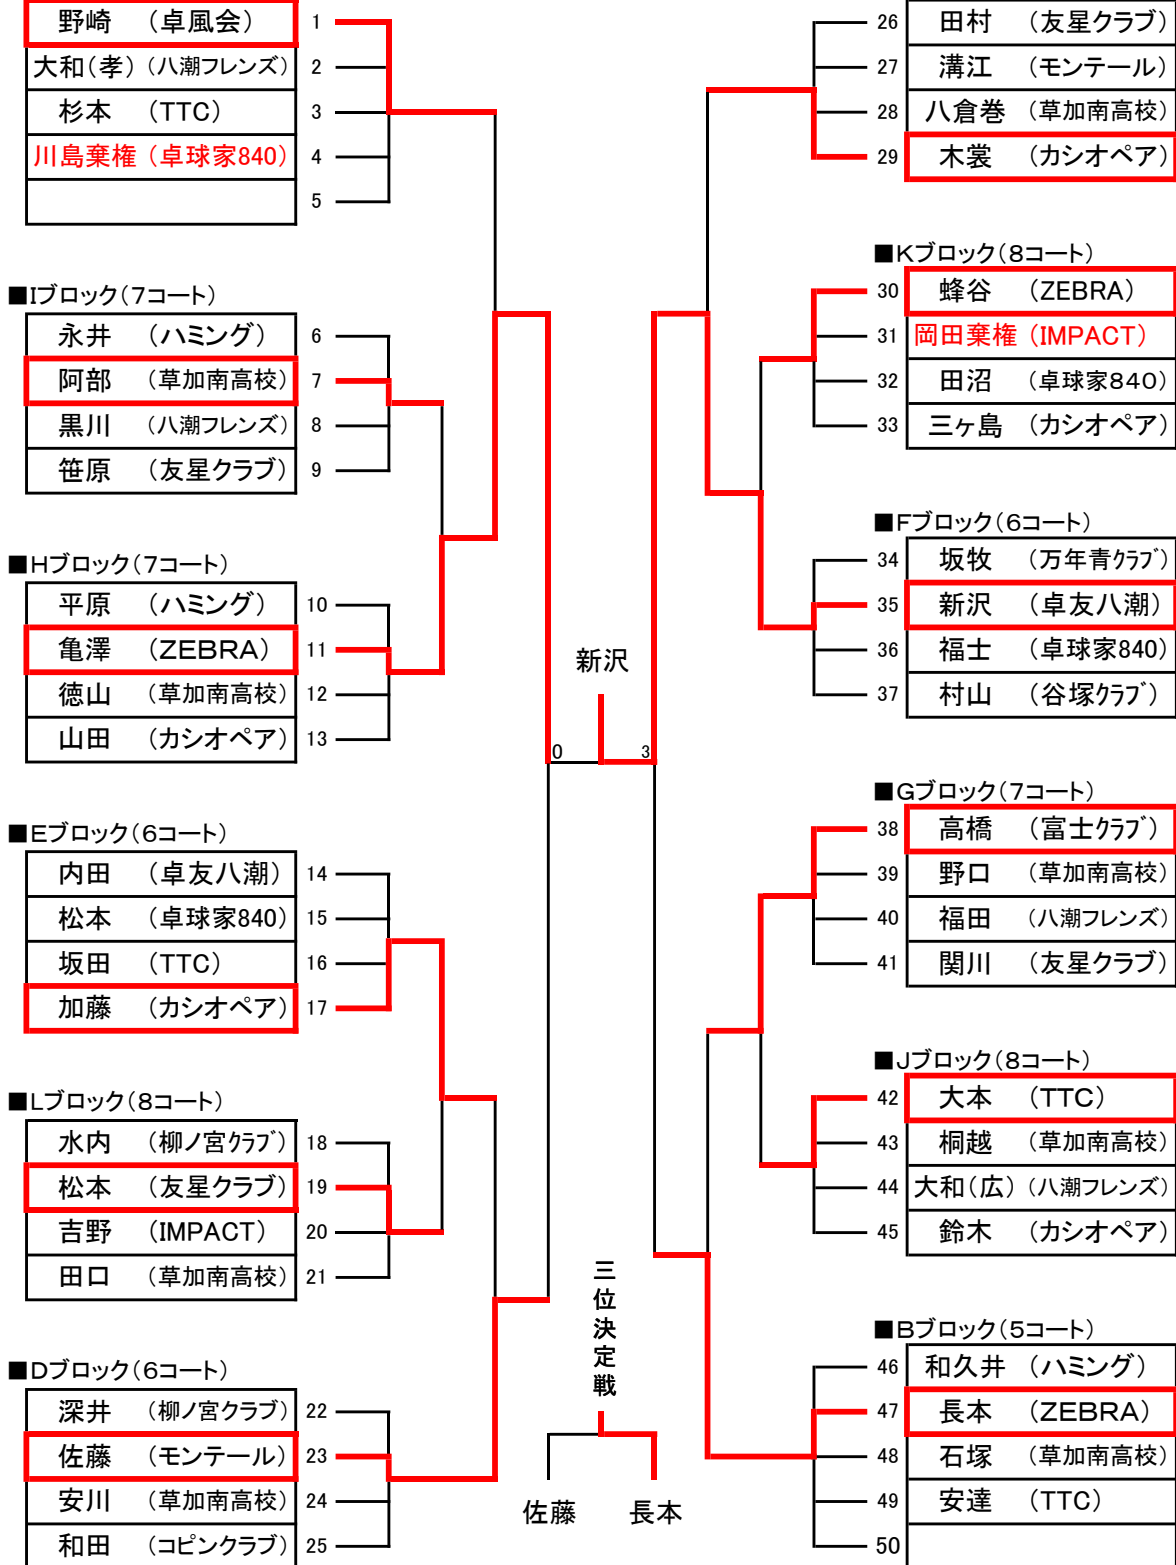 野崎 (卓風会) 1
大和(孝) (八潮フレンズ) 2
杉本 (TTC) 3
川島棄権 (卓球家840) 4
5
■Iブロック(7コート)
永井 (ハミング) 6
阿部 (草加南高校) 7
黒川 (八潮フレンズ) 8
笹原 (友星クラブ) 9
■Hブロック(7コート)
平原 (ハミング) 10
亀澤 (ZEBRA) 11
徳山 (草加南高校) 12
山田 (カシオペア) 13
■Eブロック(6コート)
内田 (卓友八潮) 14
松本 (卓球家840) 15
坂田 (TTC) 16
加藤 (カシオペア) 17
■Lブロック(8コート)
水内 (柳ノ宮クラブ) 18
松本 (友星クラブ) 19
吉野 (IMPACT) 20
田口 (草加南高校) 21
■Dブロック(6コート)
深井 (柳ノ宮クラブ) 22
佐藤 (モンテール) 23
安川 (草加南高校) 24
和田 (コピンクラブ) 25
新沢
0 3
三位決定戦
佐藤 長本
26 田村 (友星クラブ)
27 溝江 (モンテール)
28 八倉巻 (草加南高校)
29 木裳 (カシオペア)
■Kブロック(8コート)
30 蜂谷 (ZEBRA)
31 岡田棄権 (IMPACT)
32 田沼 (卓球家840)
33 三ヶ島 (カシオペア)
■Fブロック(6コート)
34 坂牧 (万年青クラブ)
35 新沢 (卓友八潮)
36 福士 (卓球家840)
37 村山 (谷塚クラブ)
■Gブロック(7コート)
38 高橋 (富士クラブ)
39 野口 (草加南高校)
40 福田 (八潮フレンズ)
41 関川 (友星クラブ)
■Jブロック(8コート)
42 大本 (TTC)
43 桐越 (草加南高校)
44 大和(広) (八潮フレンズ)
45 鈴木 (カシオペア)
■Bブロック(5コート)
46 和久井 (ハミング)
47 長本 (ZEBRA)
48 石塚 (草加南高校)
49 安達 (TTC)
50